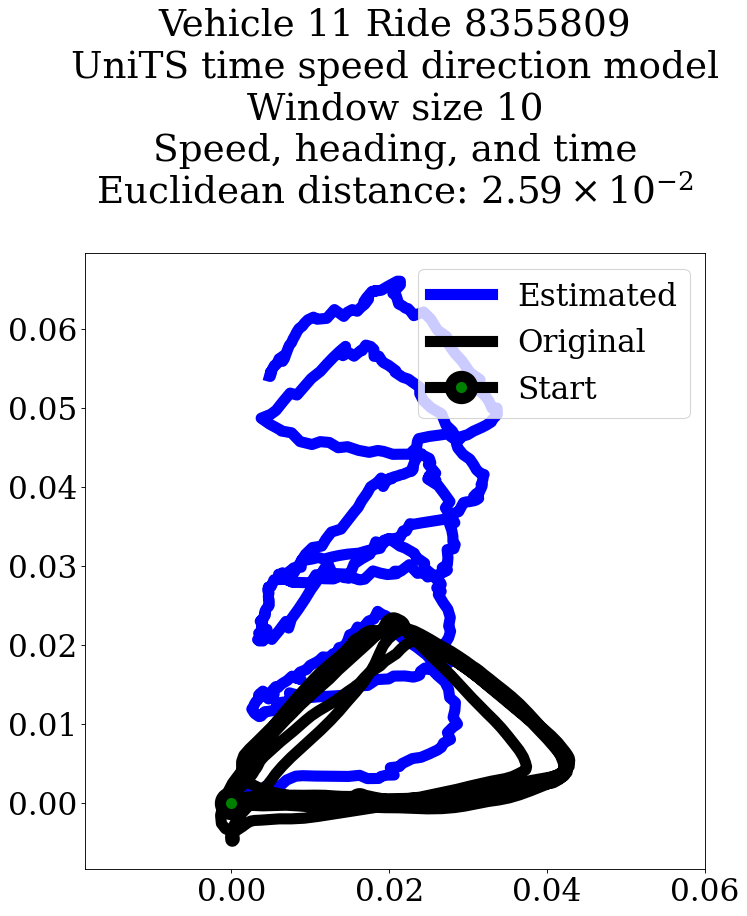 Vehicle 11 Ride 8355809
UniTS time speed direction model
Window size 10
Speed, heading, and time
Euclidean distance: $2.59 \times 10^{-2}$
Estimated
Original
Start
0.06
0.05
0.04
0.03
0.02
0.01
0.00
0.00 0.02 0.04 0.06